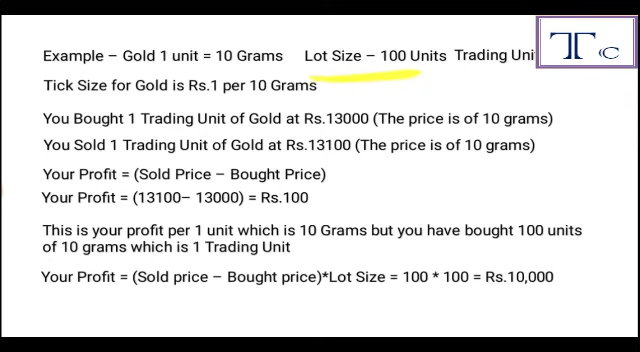 Example – Gold 1 unit = 10 Grams Lot Size – 100 Units Trading
Tc
Tick Size for Gold is Rs.1 per 10 Grams
You Bought 1 Trading Unit of Gold at Rs.13000 (The price is of 10 grams)
You Sold 1 Trading Unit of Gold at Rs.13100 (The price is of 10 grams)
Your Profit = (Sold Price – Bought Price)
Your Profit = (13100– 13000) = Rs.100
This is your profit per 1 unit which is 10 Grams but you have bought 100 units
of 10 grams which is 1 Trading Unit
Your Profit = (Sold price – Bought price)*Lot Size = 100 * 100 = Rs.10,000